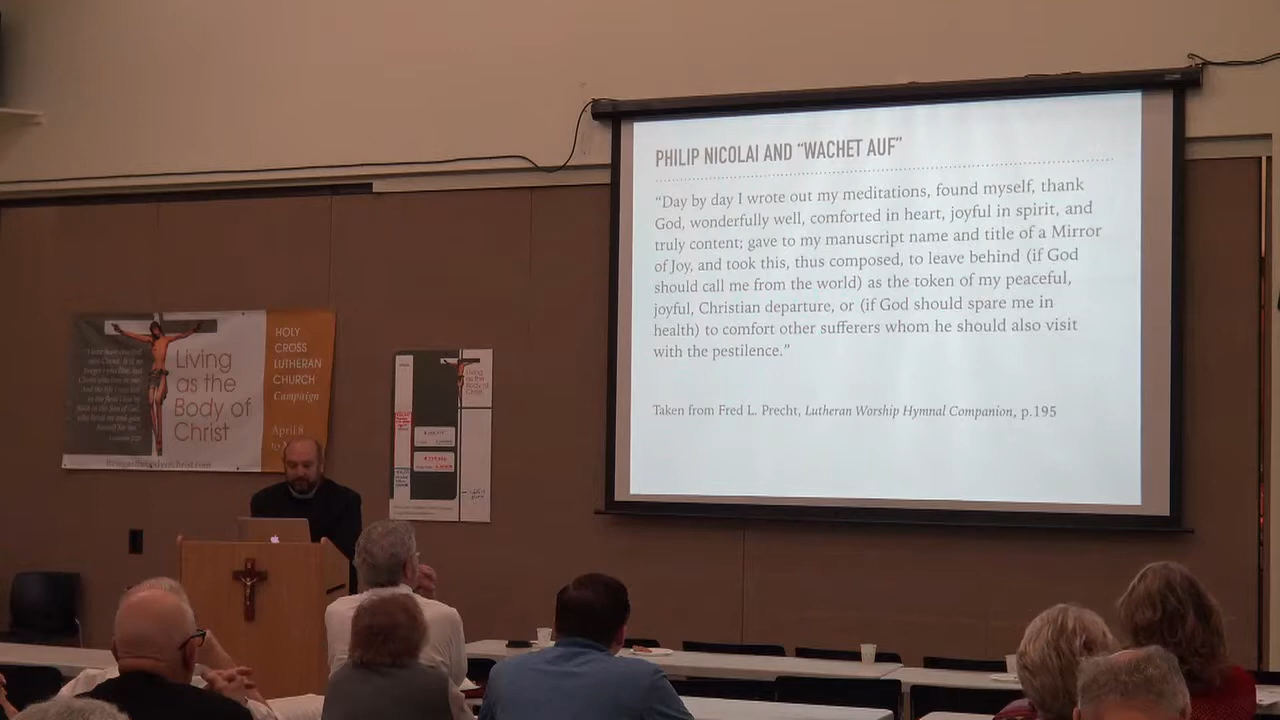 PHILIP NICOLAI AND “WACHET AUF”
“Day by day I wrote out my meditations, found myself, thank
God, wonderfully well, comforted in heart, joyful in spirit, and
truly content; gave to my manuscript name and title of a Mirror
of Joy, and took this, thus composed, to leave behind (if God
should call me from the world) as the token of my peaceful,
joyful, Christian departure, or (if God should spare me in
health) to comfort other sufferers whom he should also visit
with the pestilence.”
Taken from Fred L. Precht, Lutheran Worship Hymnal Companion, p.195
Living
as the
Body of
Christ
HOLY
CROSS
LUTHERAN
CHURCH
Campaign
April 8
to
Living
as the
Body of
Christ